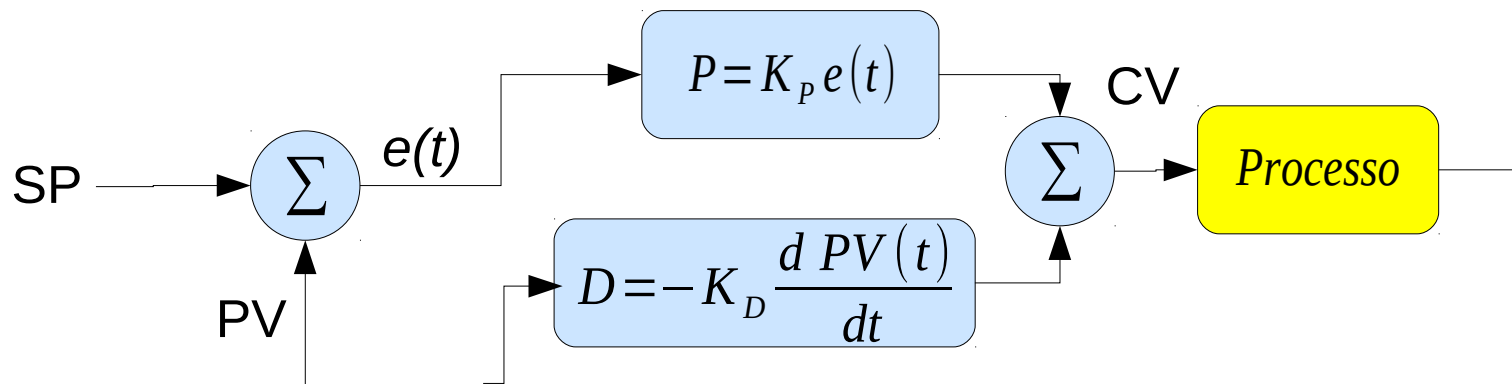 SP
∑
e(t)
P = K_P e(t)
D = −K_D d PV(t) / dt
PV
∑
CV
Processo